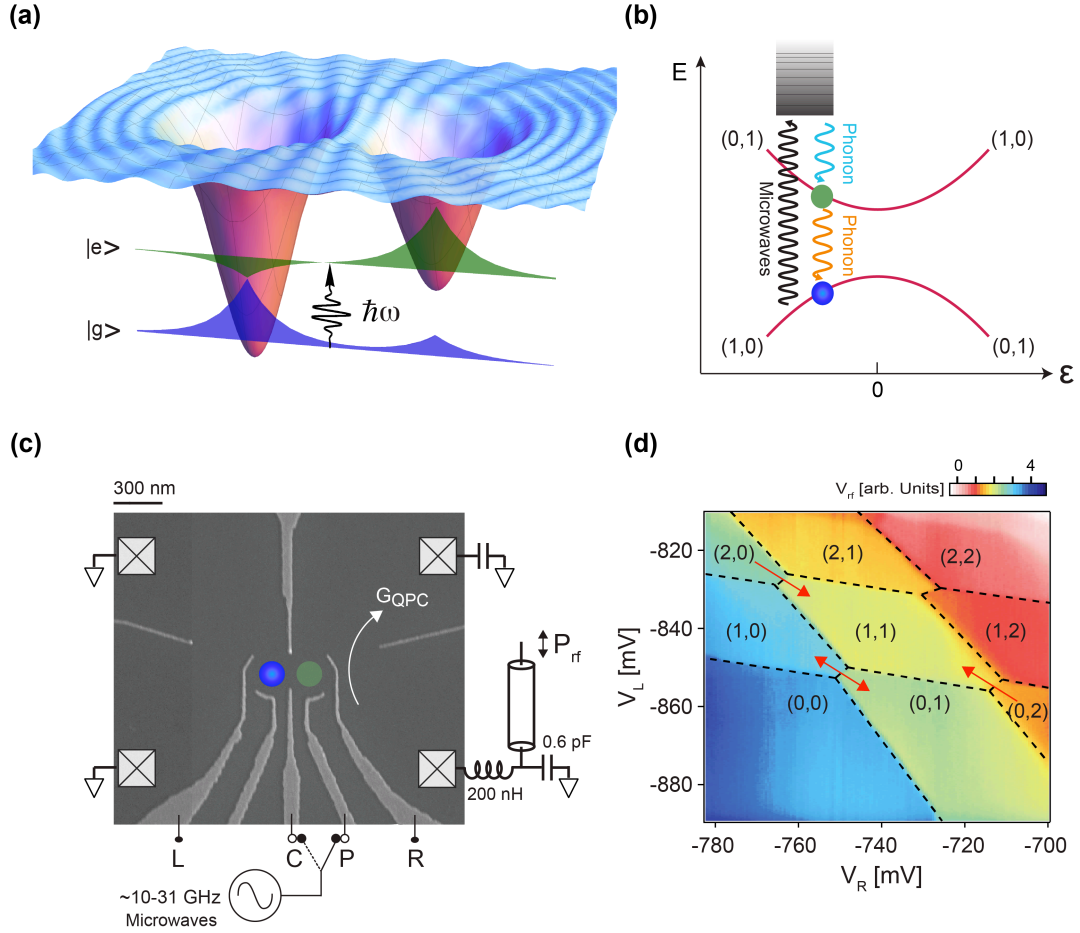 (a)
|e>
|g>
ħω
(b)
E
(0,1)
(1,0)
Phonon
Microwaves
Phonon
(1,0)
(0,1)
0
ε
(c)
300 nm
G_QPC
P_rf
0.6 pF
200 nH
L
C
P
R
~10-31 GHz
Microwaves
(d)
0
4
V_rf [arb. Units]
(2,0)
(2,1)
(2,2)
(1,0)
(1,1)
(1,2)
(0,0)
(0,1)
(0,2)
-820
-840
-860
-880
V_L [mV]
-780
-760
-740
-720
-700
V_R [mV]